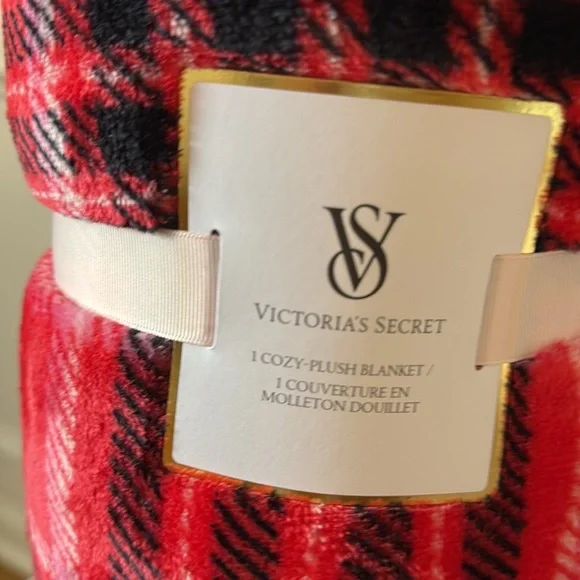 VS
VICTORIA'S SECRET
1 COZY-PLUSH BLANKET /
1 COUVERTURE EN
MOLLETON DOUILLET